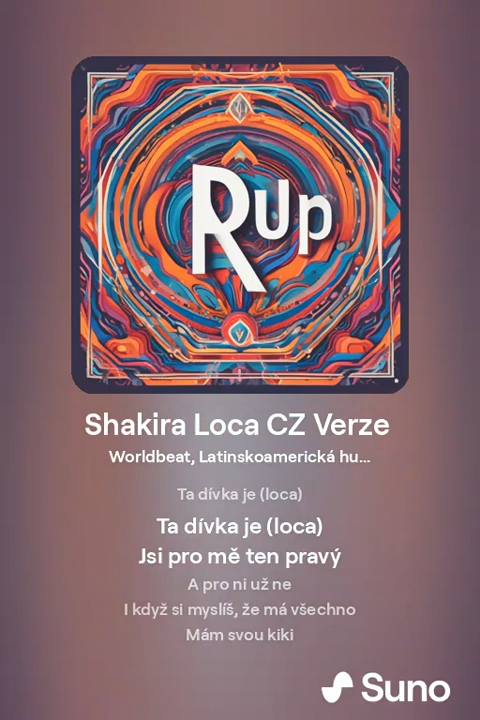 Rup
Shakira Loca CZ Verze
Worldbeat, Latinskoamerická hu...
Ta dívka je (loca)
Ta dívka je (loca)
Jsi pro mě ten pravý
A pro ni už ne
I když si myslíš, že má všechno
Mám svou kiki
Suno